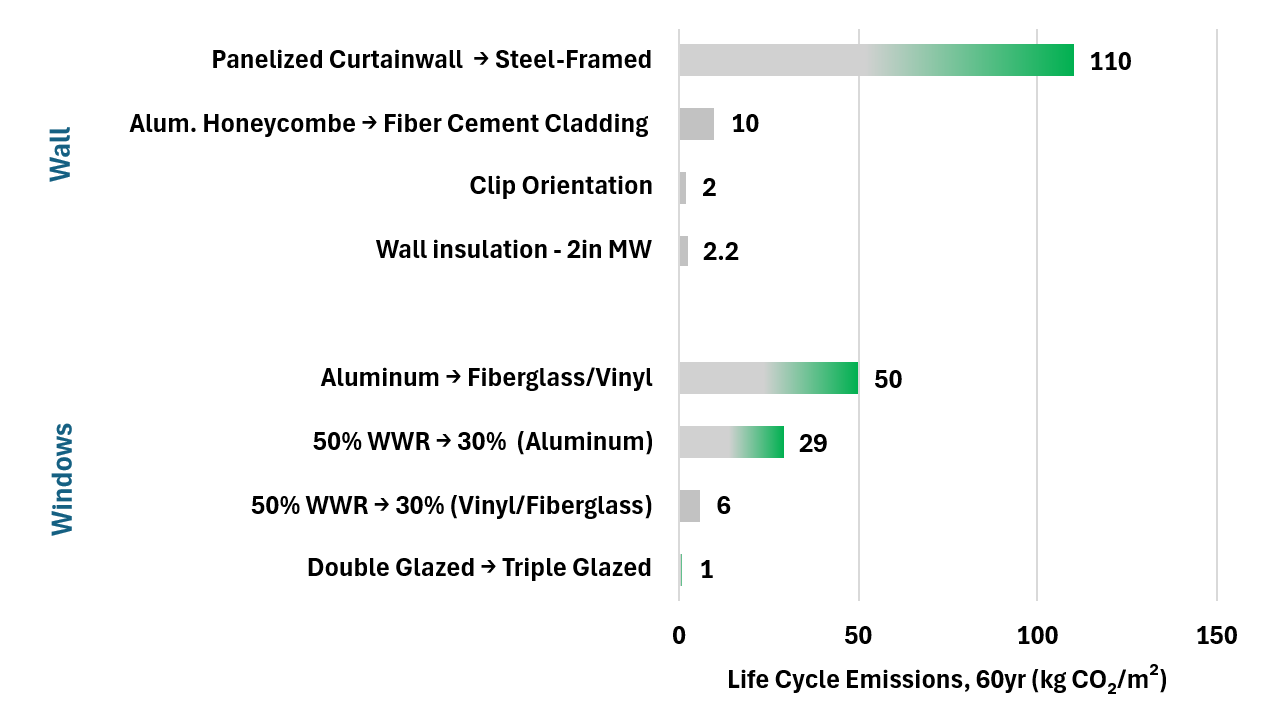 Wall
Panelized Curtainwall → Steel-Framed 110
Alum. Honeycombe → Fiber Cement Cladding 10
Clip Orientation 2
Wall insulation - 2in MW 2.2
Windows
Aluminum → Fiberglass/Vinyl 50
50% WWR → 30% (Aluminum) 29
50% WWR → 30% (Vinyl/Fiberglass) 6
Double Glazed → Triple Glazed 1
0 50 100 150
Life Cycle Emissions, 60yr (kg CO₂/m²)